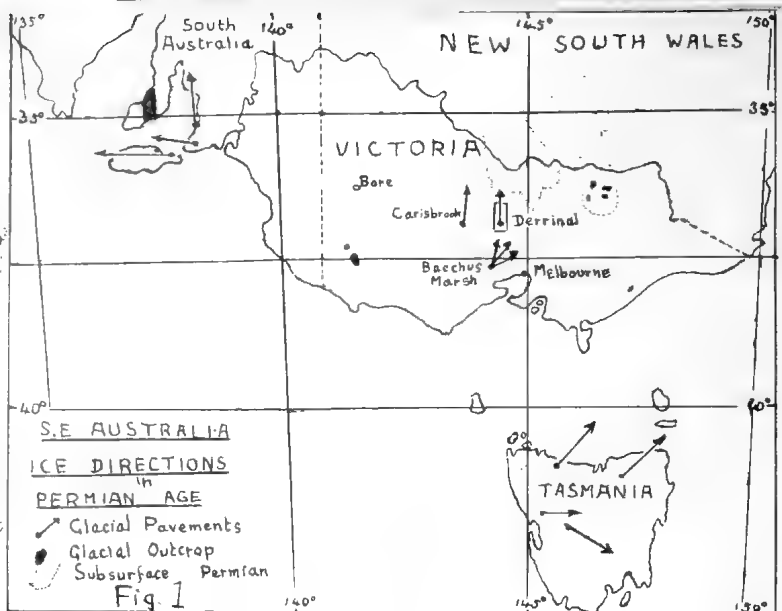 135°
140°
145°
150°
South
Australia
NEW SOUTH WALES
35°
35°
VICTORIA
Bore
Carisbrook
Derrinal
Bacchus
Marsh
Melbourne
40°
40°
S.E AUSTRALIA
ICE DIRECTIONS
in
PERMIAN AGE
Glacial Pavements
Glacial Outcrop
Subsurface Permian
Fig. 1
TASMANIA
140°
145°
150°